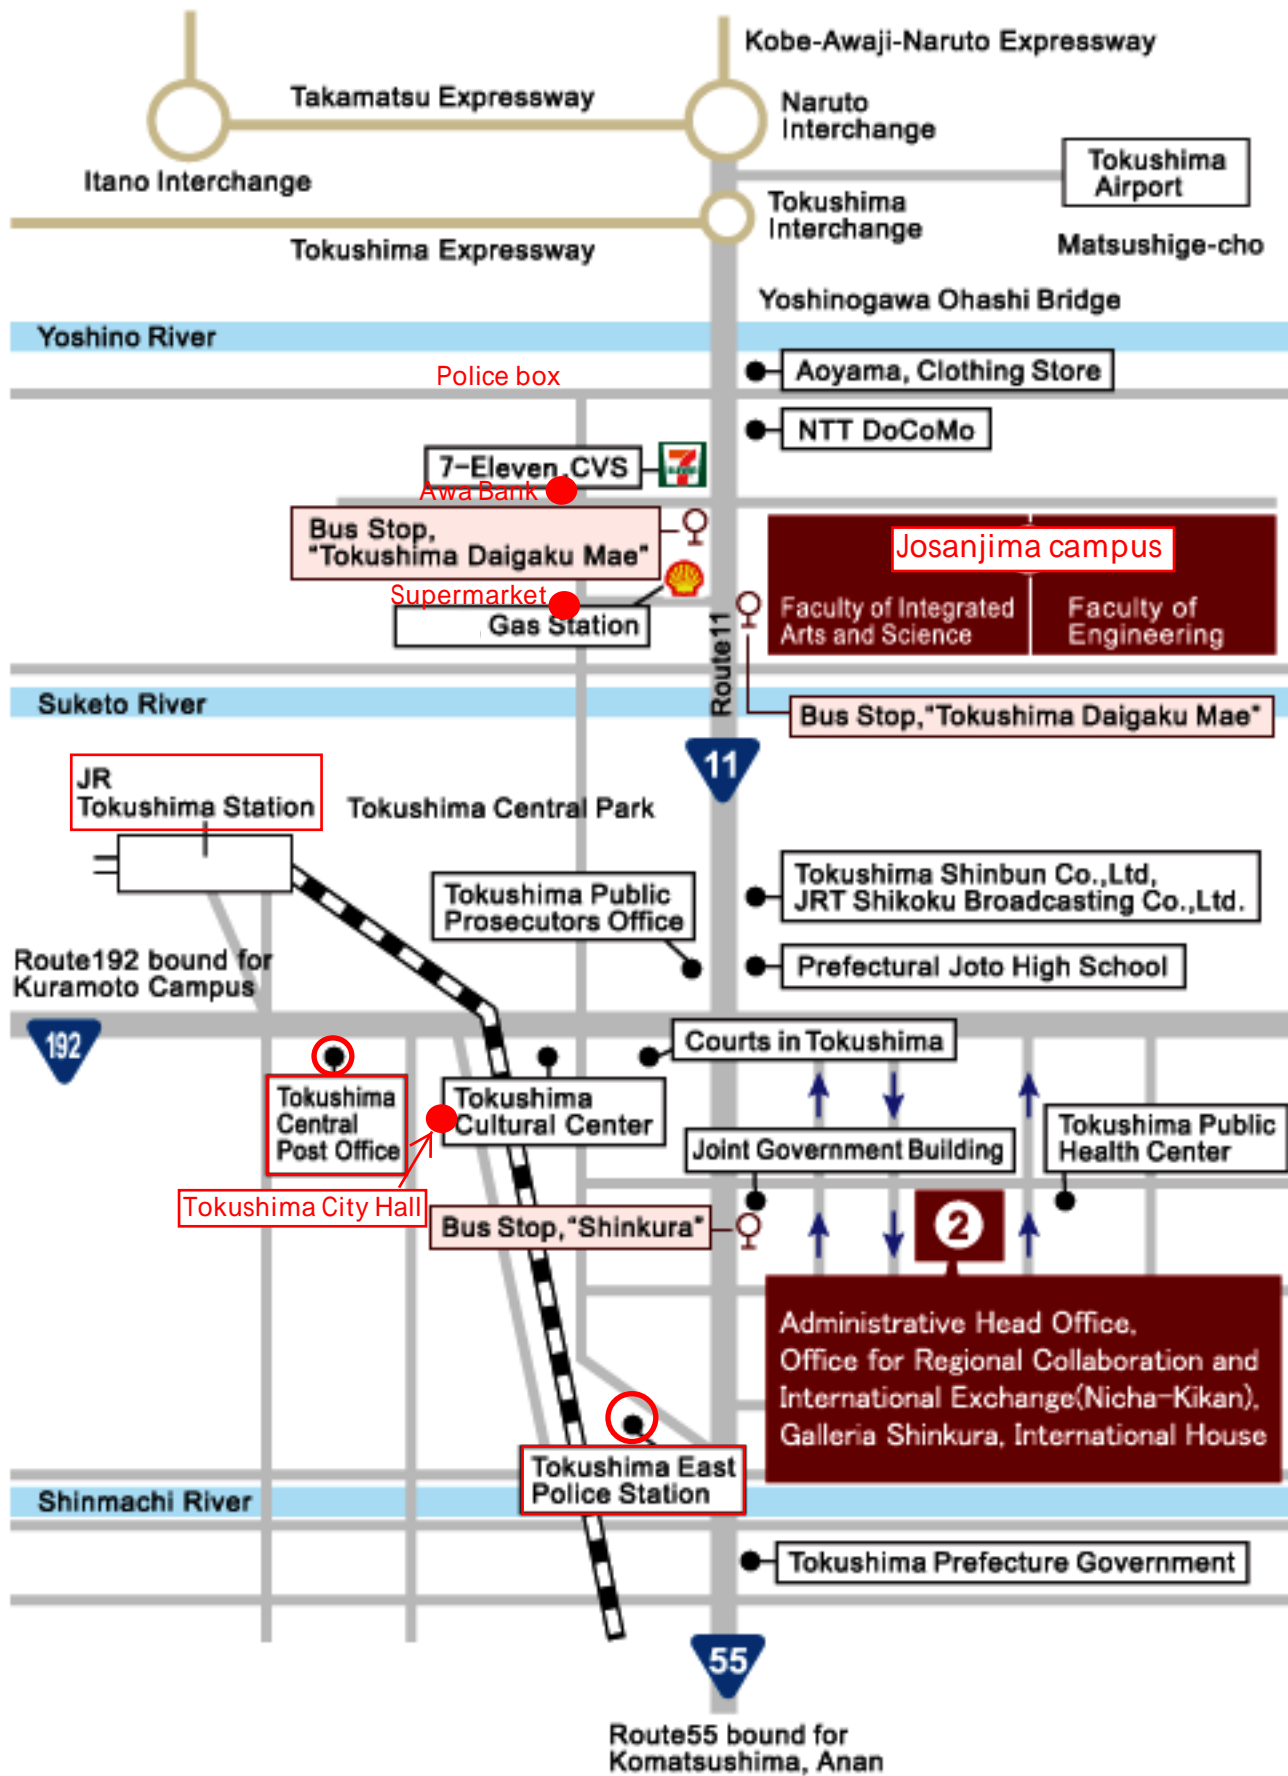 Kobe-Awaji-Naruto Expressway
Takamatsu Expressway
Naruto
Interchange
Itano Interchange
Tokushima
Airport
Tokushima
Interchange
Tokushima Expressway
Matsushige-cho
Yoshinogawa Ohashi Bridge
Yoshino River
Police box
Aoyama, Clothing Store
NTT DoCoMo
7-Eleven,CVS
7
ELEVEN
Awa Bank
Bus Stop,
"Tokushima Daigaku Mae"
Josanjima campus
Supermarket
Gas Station
Faculty of Integrated
Arts and Science
Faculty of
Engineering
Route11
Suketo River
Bus Stop,"Tokushima Daigaku Mae"
11
JR
Tokushima Station
Tokushima Central Park
Tokushima Public
Prosecutors Office
Tokushima Shinbun Co.,Ltd,
JRT Shikoku Broadcasting Co.,Ltd.
Prefectural Joto High School
Route192 bound for
Kuramoto Campus
192
Courts in Tokushima
Tokushima
Central
Post Office
Tokushima
Cultural Center
Joint Government Building
Tokushima Public
Health Center
Tokushima City Hall
Bus Stop,"Shinkura"
2
Administrative Head Office,
Office for Regional Collaboration and
International Exchange(Nicha-Kikan),
Galleria Shinkura, International House
Tokushima East
Police Station
Shinmachi River
Tokushima Prefecture Government
55
Route55 bound for
Komatsushima, Anan